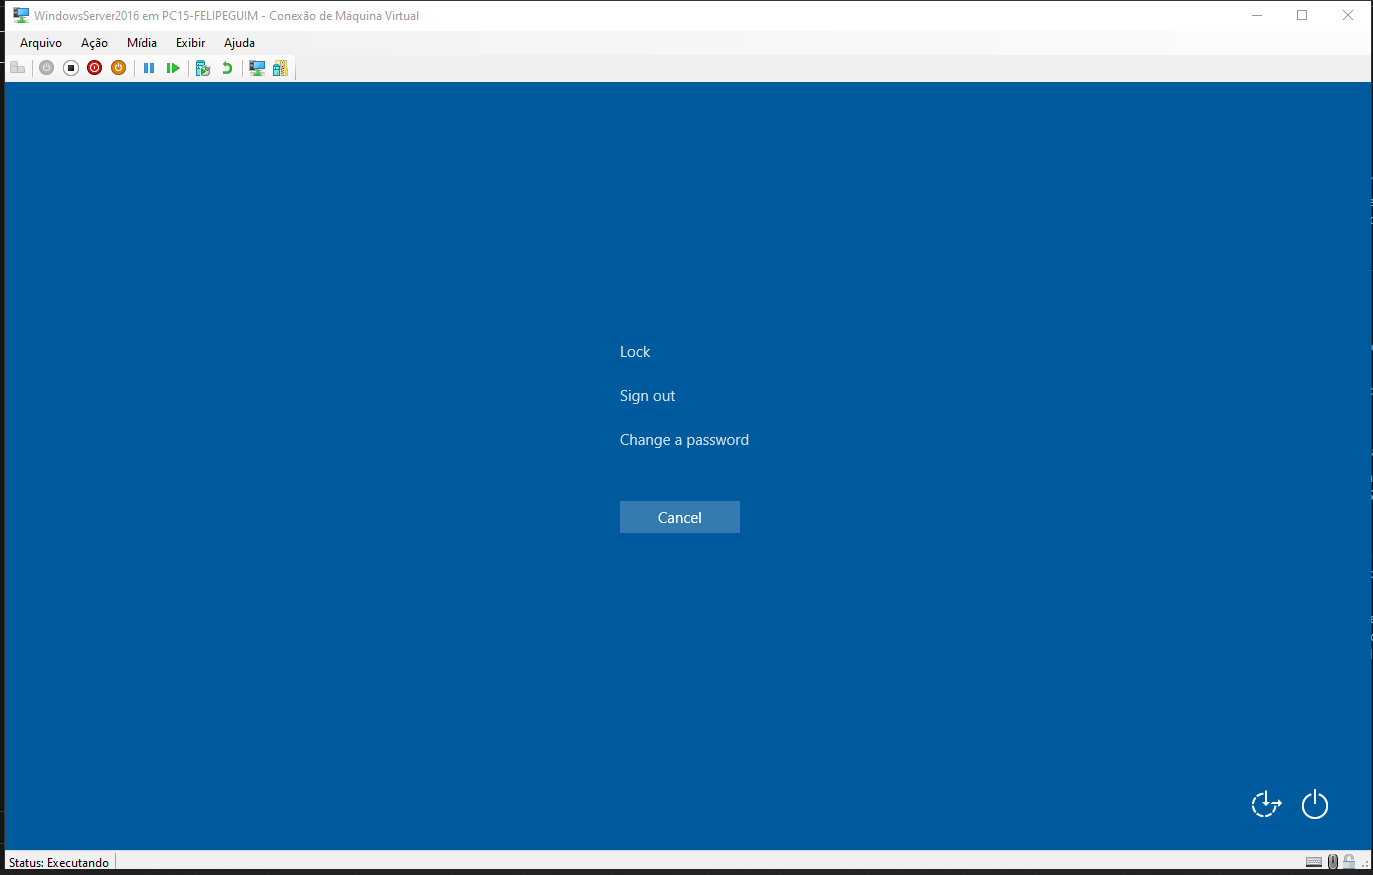 WindowsServer2016 em PC15-FELIPEGUIM - Conexão de Máquina Virtual
Arquivo Ação Mídia Exibir Ajuda
Lock
Sign out
Change a password
Cancel
Status: Executando